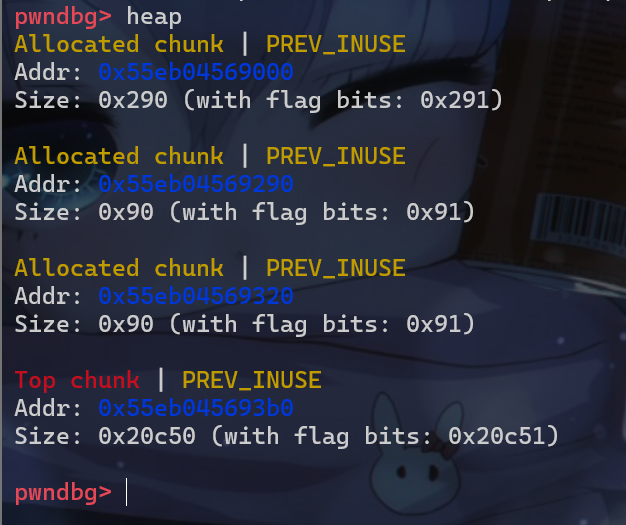 pwndbg> heap
Allocated chunk | PREV_INUSE
Addr: 0x55eb04569000
Size: 0x290 (with flag bits: 0x291)
Allocated chunk | PREV_INUSE
Addr: 0x55eb04569290
Size: 0x90 (with flag bits: 0x91)
Allocated chunk | PREV_INUSE
Addr: 0x55eb04569320
Size: 0x90 (with flag bits: 0x91)
Top chunk | PREV_INUSE
Addr: 0x55eb045693b0
Size: 0x20c50 (with flag bits: 0x20c51)
pwndbg>